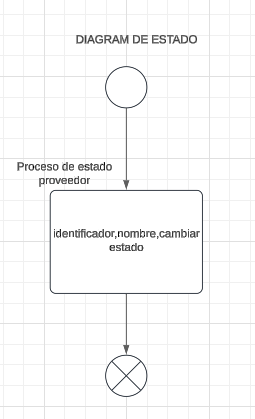 DIAGRAM DE ESTADO
Proceso de estado
proveedor
identificador,nombre,cambiar
estado